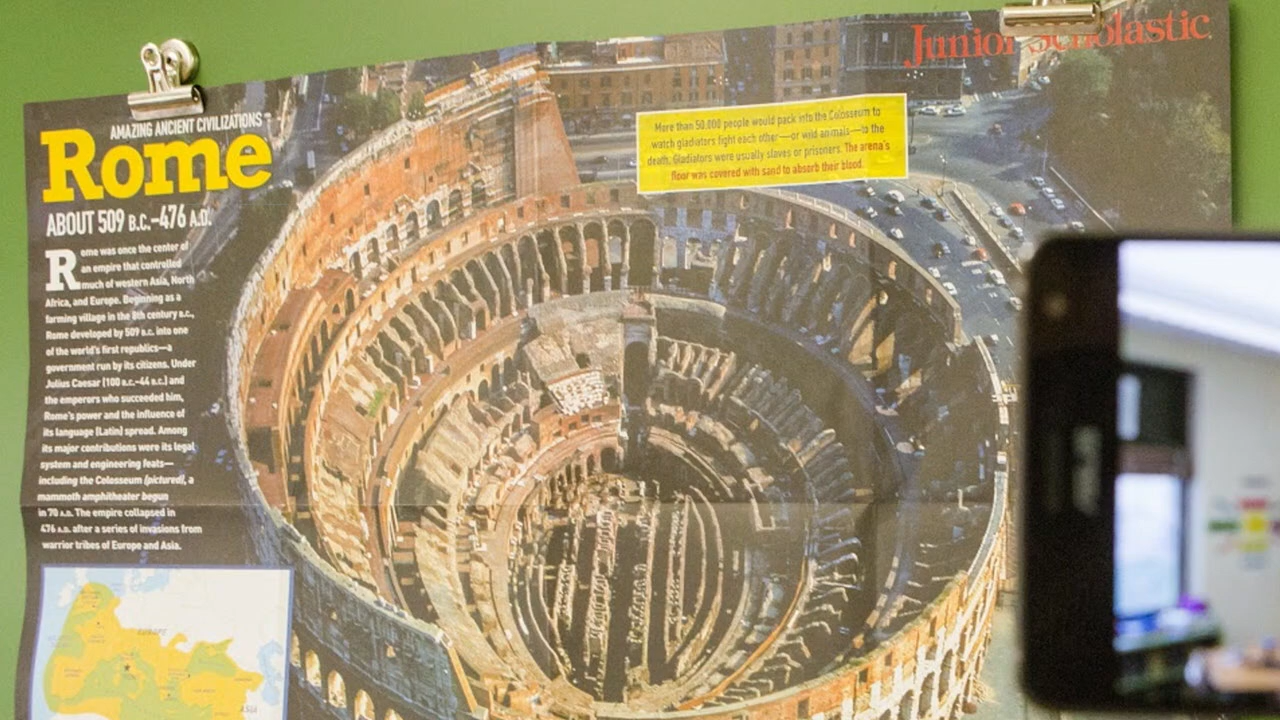 Junior Scholastic
AMAZING ANCIENT CIVILIZATIONS
Rome
ABOUT 509 B.C.–476 A.D.
Rome was once the center of
an empire that controlled
much of western Asia, North
Africa, and Europe. Beginning as a
farming village in the 8th century B.C.,
Rome developed by 509 B.C. into one
of the world's first republics—a
government run by its citizens. Under
Julius Caesar (100 B.C.–44 B.C.) and
the emperors who succeeded him,
Rome's power and the influence of
its language (Latin) spread. Among
its major contributions were its legal
system and engineering feats—
including the Colosseum (pictured), a
mammoth amphitheater begun
in 70 A.D. The empire collapsed in
476 A.D. after a series of invasions from
warrior tribes of Europe and Asia.
More than 50,000 people would pack into the Colosseum to
watch gladiators fight each other—or wild animals—to the
death. Gladiators were usually slaves or prisoners. The arena's
floor was covered with sand to absorb their blood.
EUROPE
ASIA